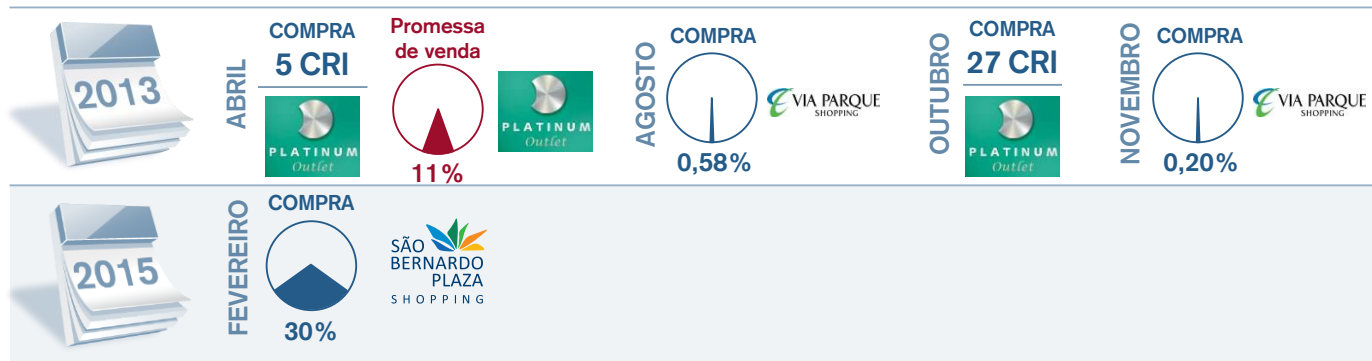 2013
ABRIL
COMPRA
5 CRI
PLATINUM
Outlet
Promessa
de venda
11%
PLATINUM
Outlet
AGOSTO
COMPRA
0,58%
VIA PARQUE
SHOPPING
OUTUBRO
COMPRA
27 CRI
PLATINUM
Outlet
NOVEMBRO
COMPRA
0,20%
VIA PARQUE
SHOPPING
2015
FEVEREIRO
COMPRA
30%
SÃO
BERNARDO
PLAZA
SHOPPING